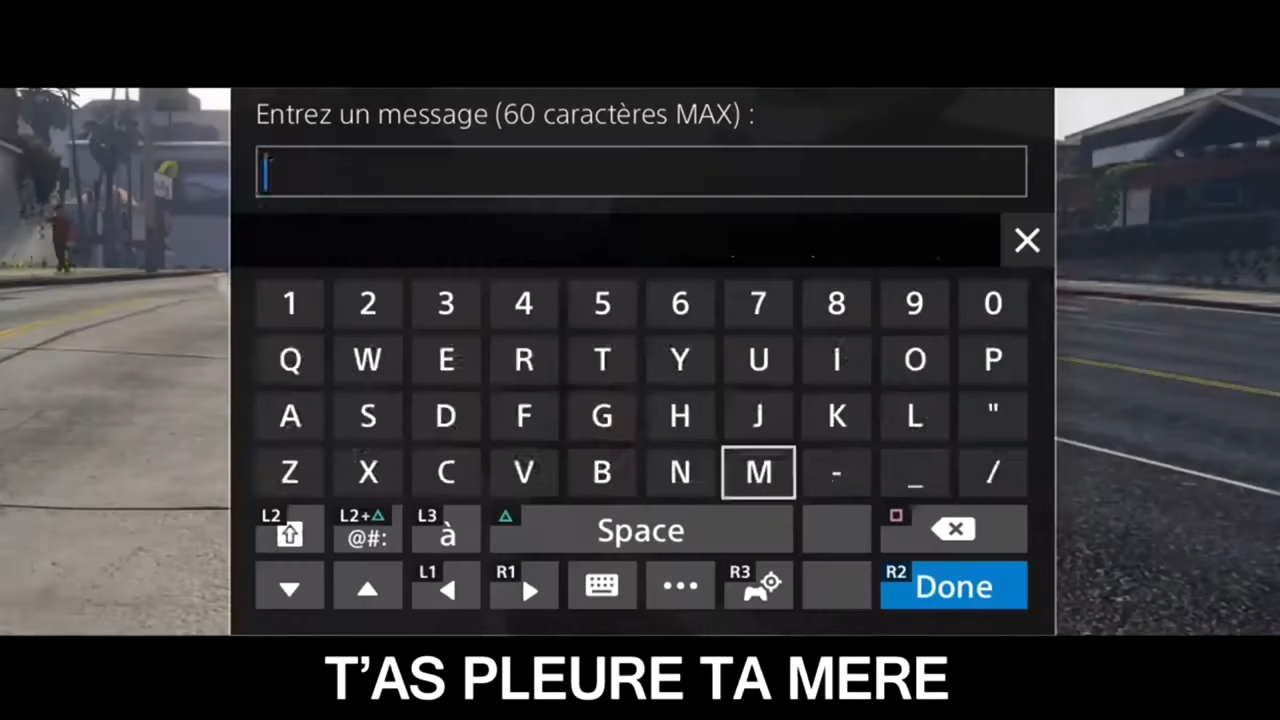 Entrez un message (60 caractères MAX) :
1 2 3 4 5 6 7 8 9 0
Q W E R T Y U I O P
A S D F G H J K L "
Z X C V B N M - _ /
L2 L2+△ @#: L3 à △ Space □
L1 R1 ••• R3 R2 Done
T’AS PLEURE TA MERE